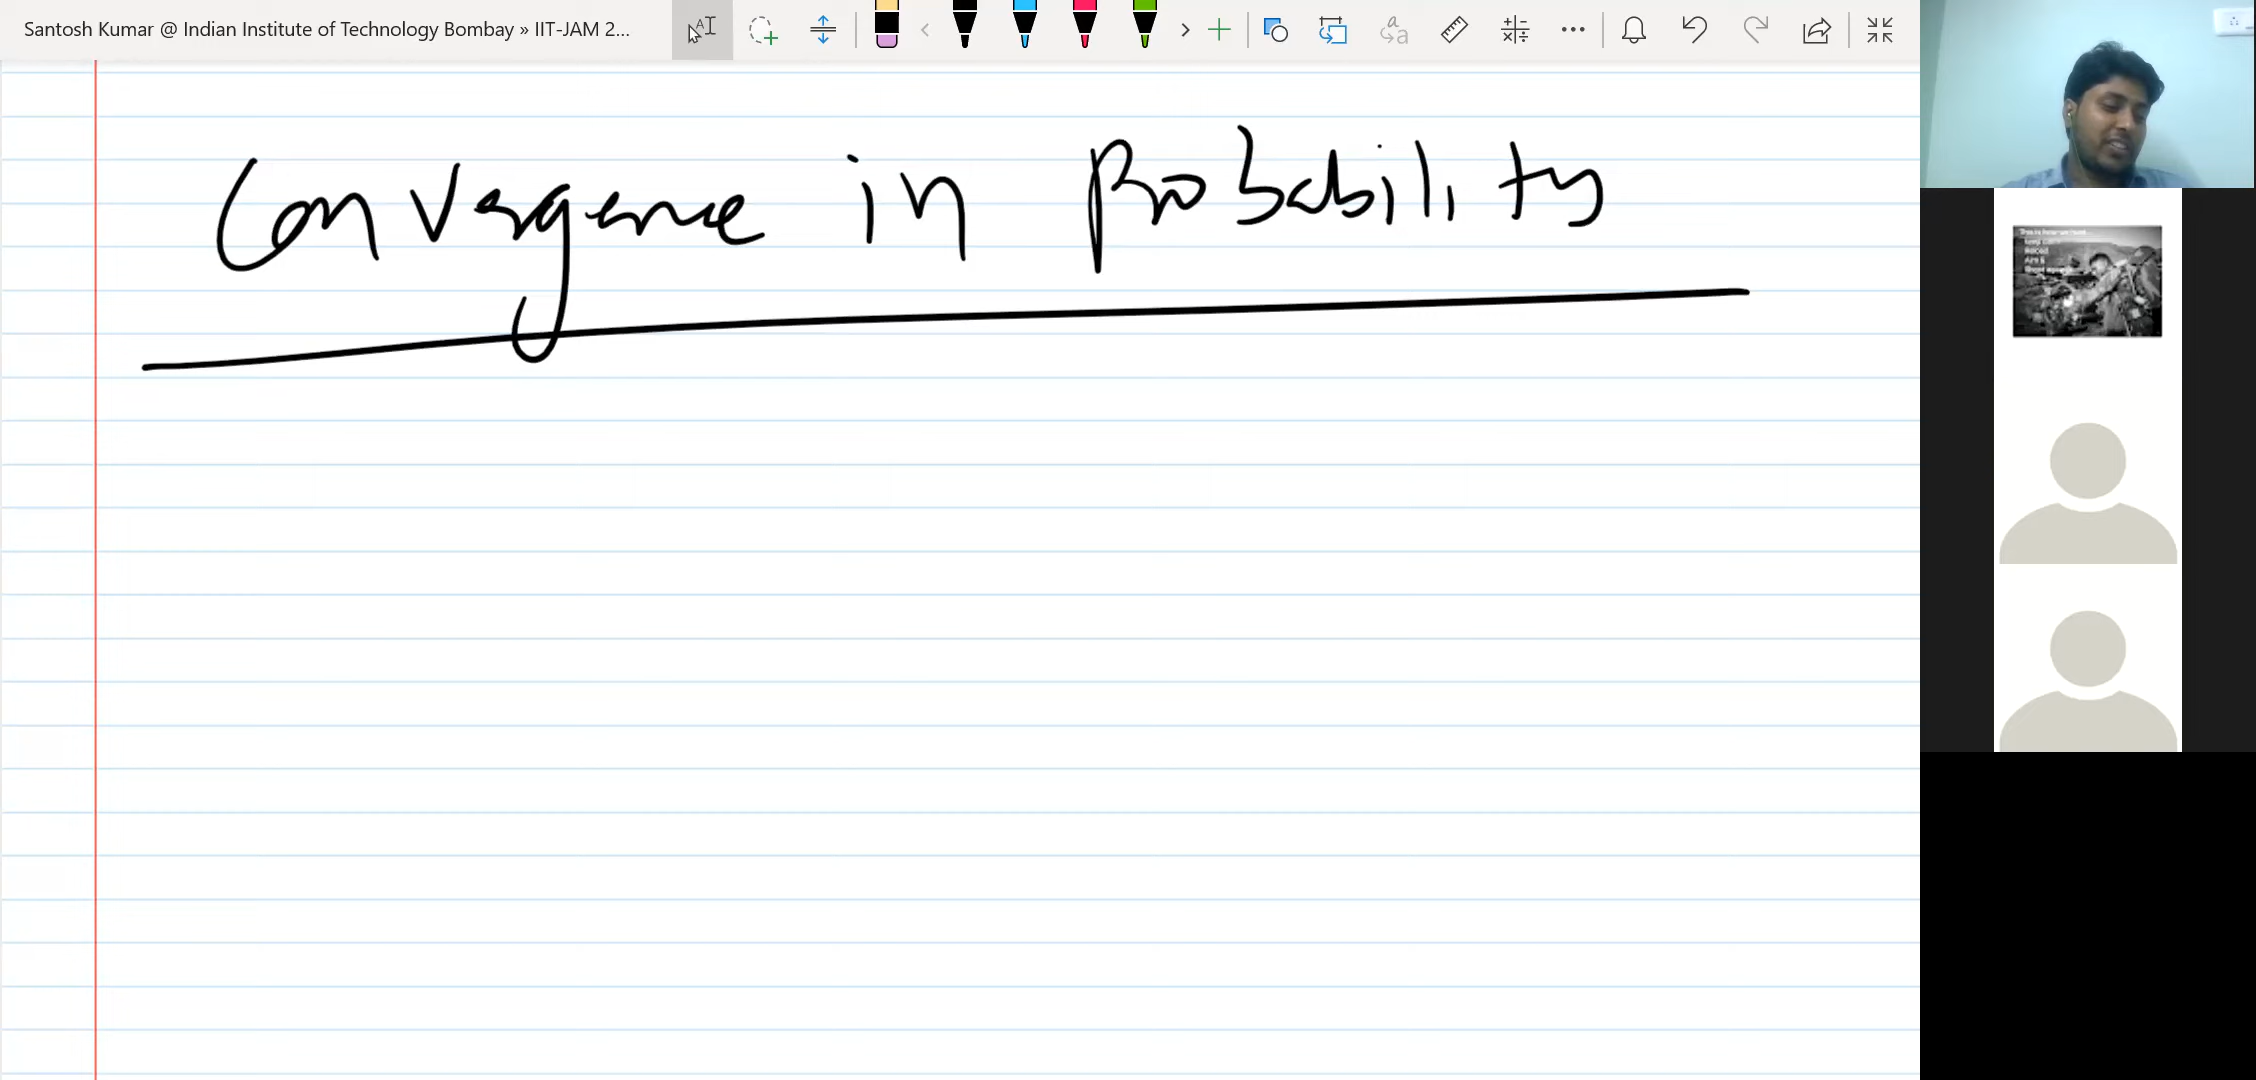 Santosh Kumar @ Indian Institute of Technology Bombay » IIT-JAM 2...
Convergence in Probability